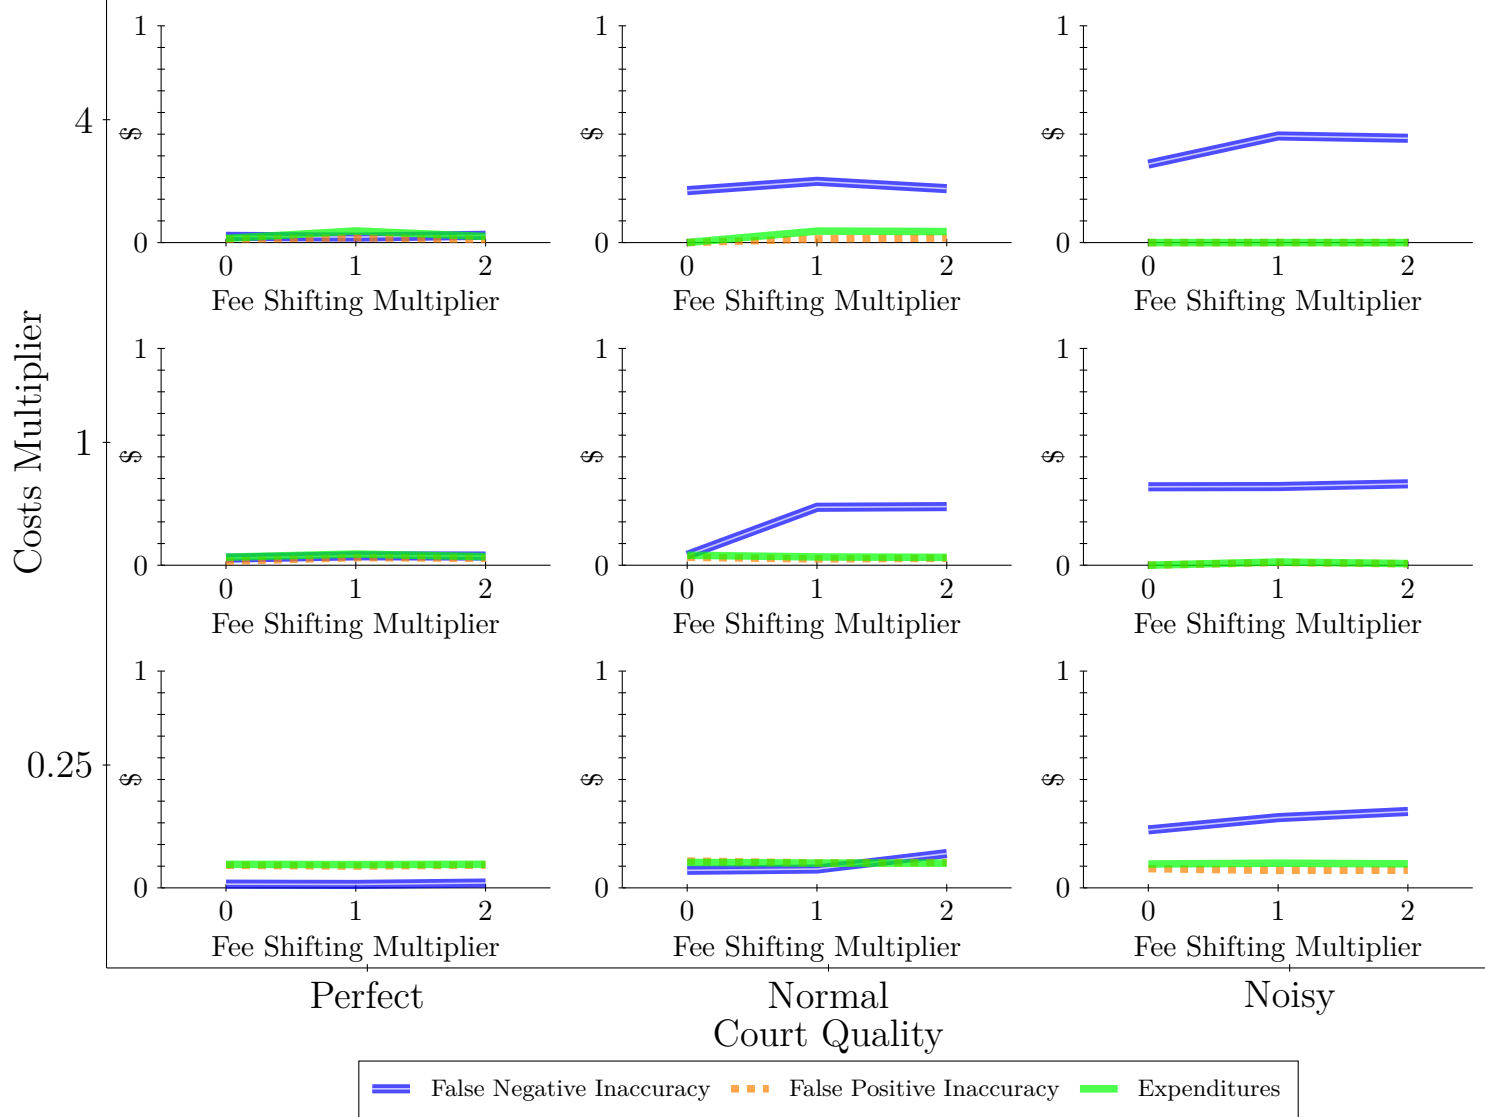 Costs Multiplier
4
1
$
0
0 1 2
Fee Shifting Multiplier
1
$
0
0 1 2
Fee Shifting Multiplier
1
$
0
0 1 2
Fee Shifting Multiplier
1
1
$
0
0 1 2
Fee Shifting Multiplier
1
$
0
0 1 2
Fee Shifting Multiplier
1
$
0
0 1 2
Fee Shifting Multiplier
0.25
1
$
0
0 1 2
Fee Shifting Multiplier
1
$
0
0 1 2
Fee Shifting Multiplier
1
$
0
0 1 2
Fee Shifting Multiplier
Perfect Normal Noisy
Court Quality
False Negative Inaccuracy False Positive Inaccuracy Expenditures